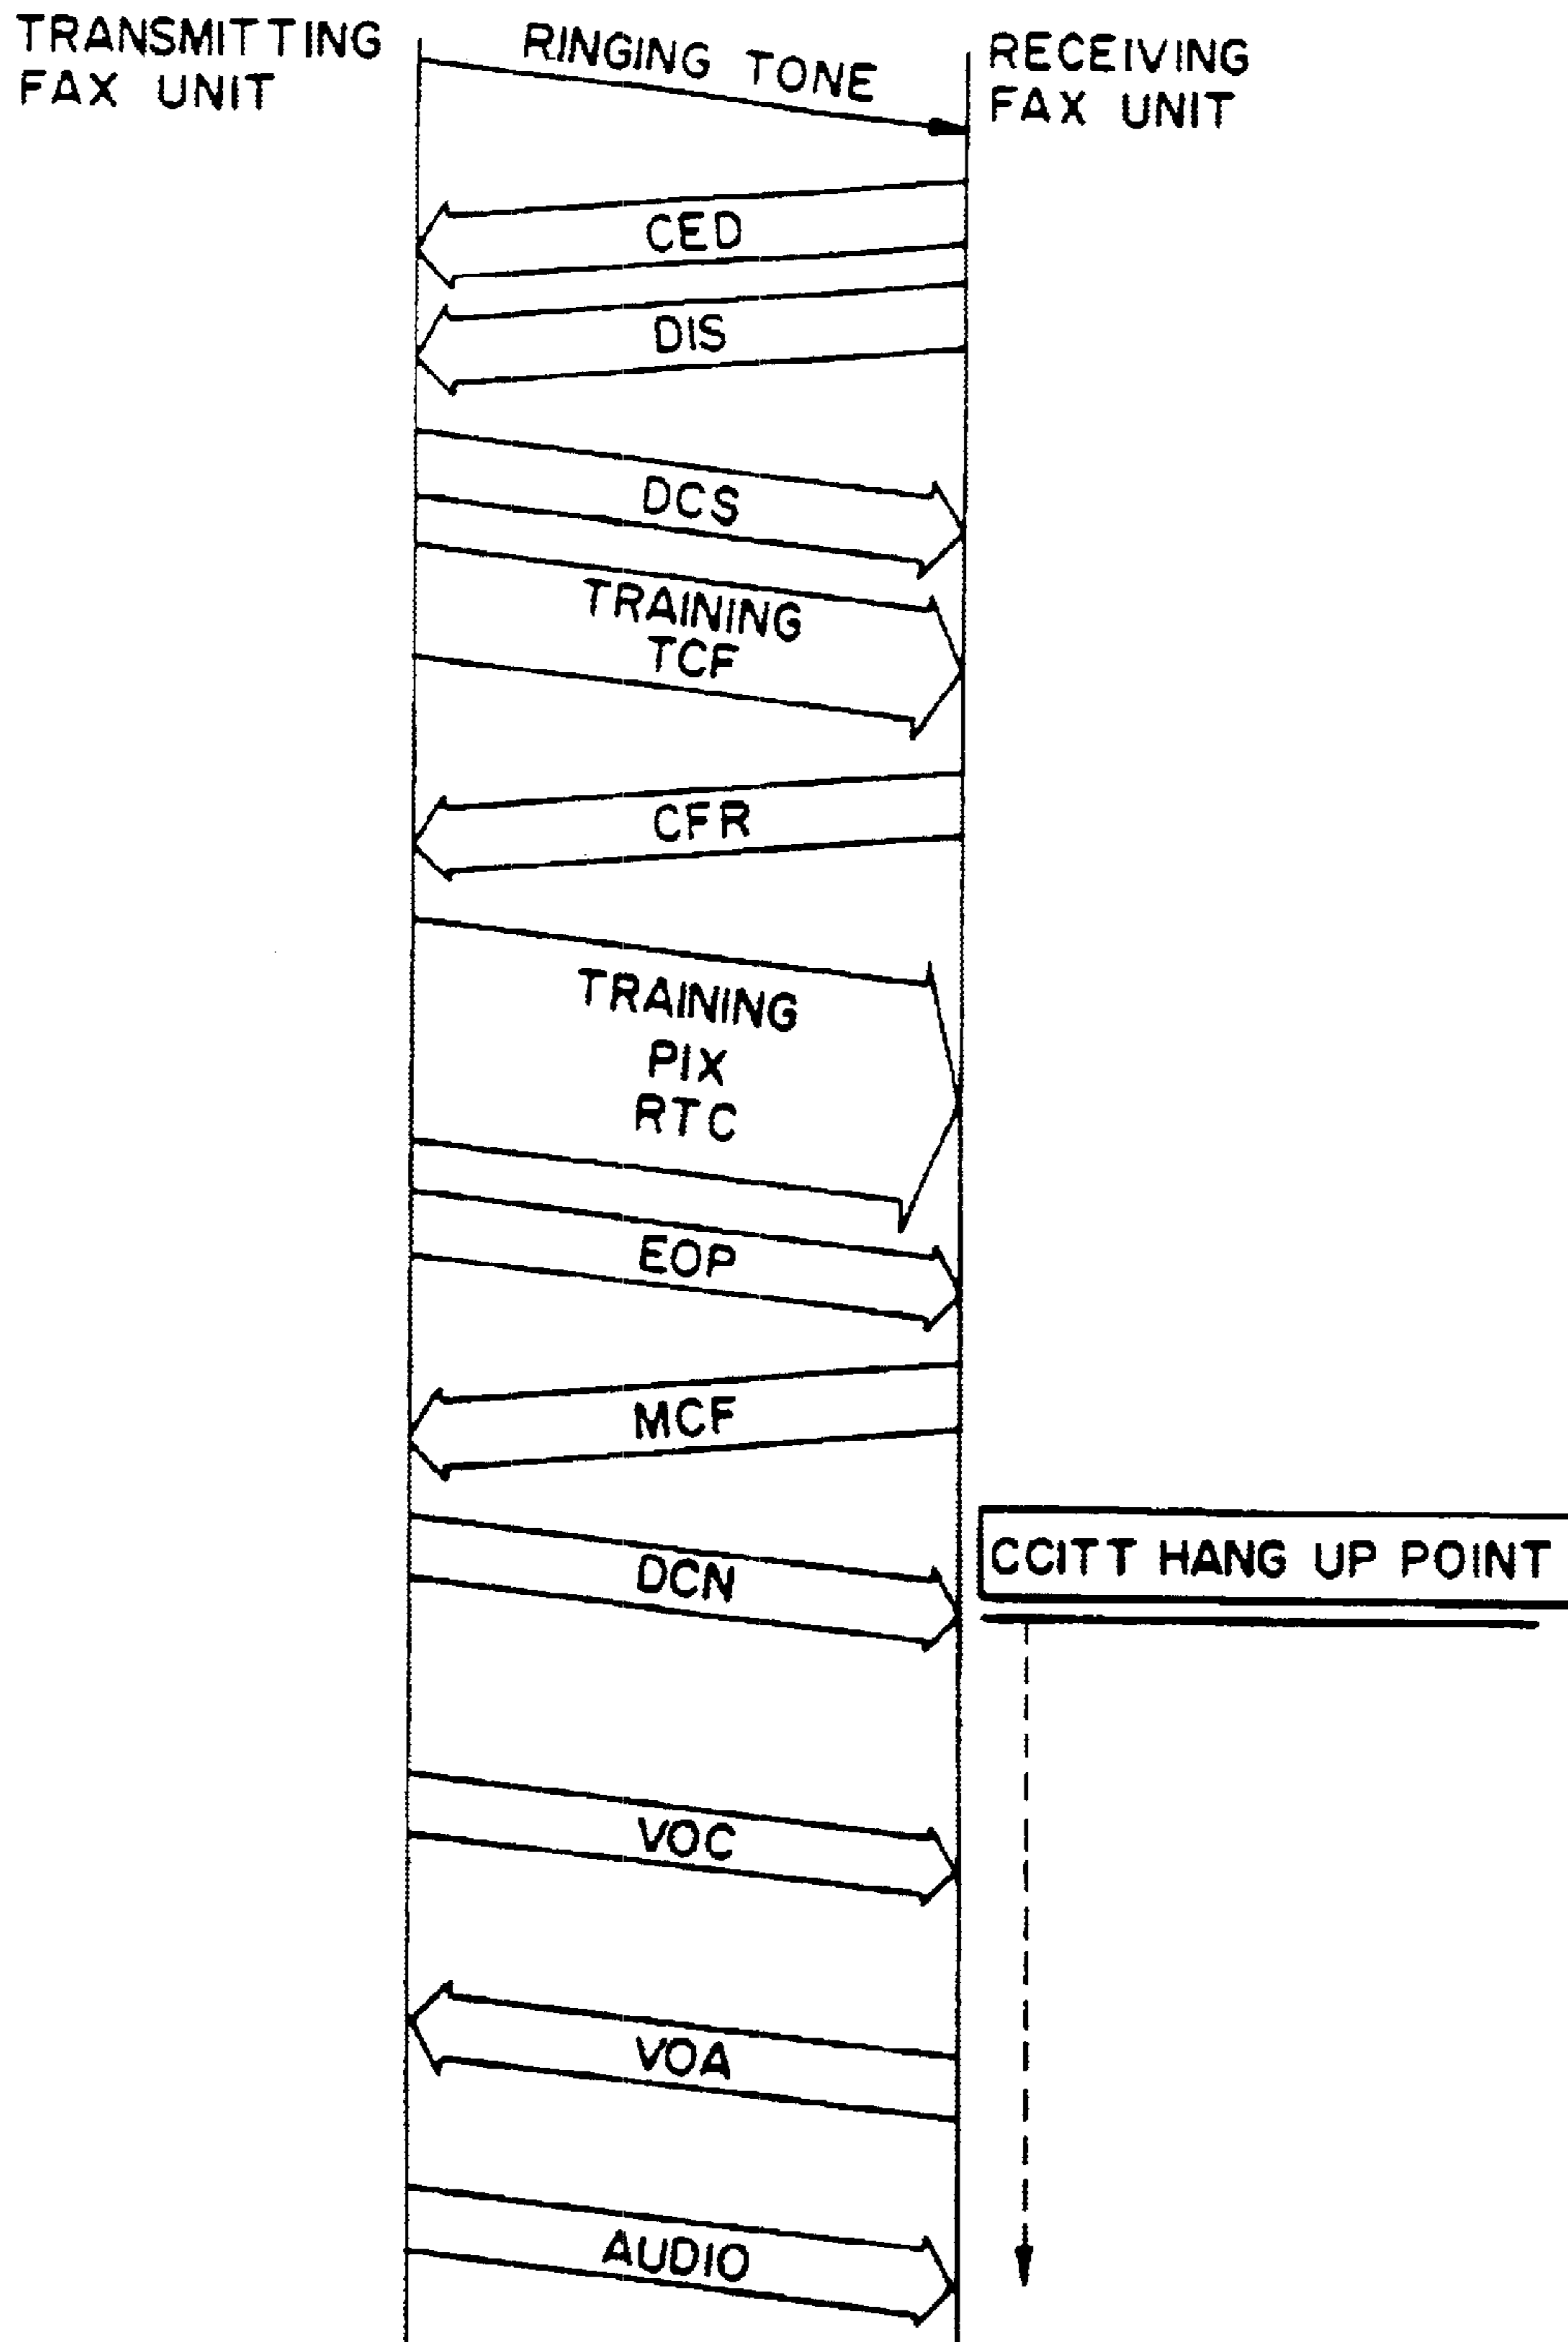 TRANSMITTING
FAX UNIT
RINGING TONE
RECEIVING
FAX UNIT
CED
DIS
DCS
TRAINING
TCF
CFR
TRAINING
PIX
RTC
EOP
MCF
DCN
CCITT HANG UP POINT
VOC
VOA
AUDIO